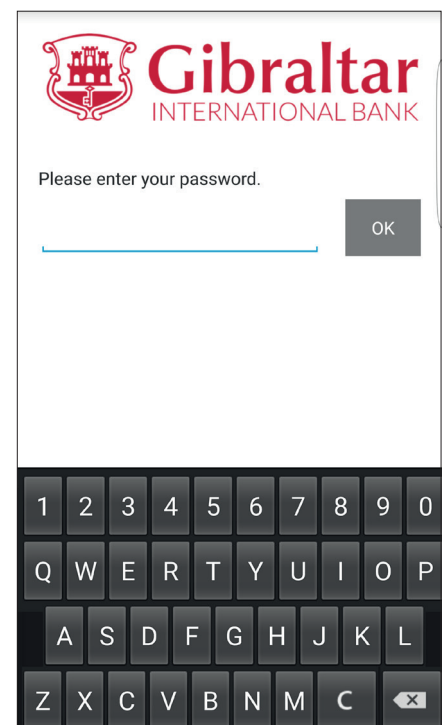 Gibraltar
INTERNATIONAL BANK
Please enter your password.
OK
1 2 3 4 5 6 7 8 9 0
Q W E R T Y U I O P
A S D F G H J K L
Z X C V B N M C